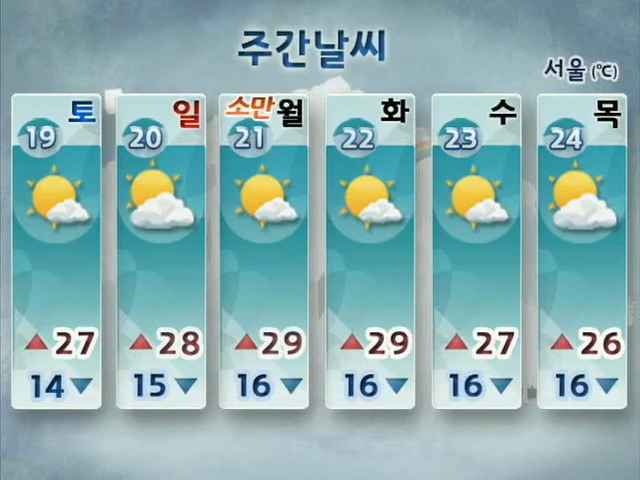 주간날씨
서울 (℃)
토 일 소만 월 화 수 목
19 20 21 22 23 24
27 28 29 29 27 26
14 15 16 16 16 16